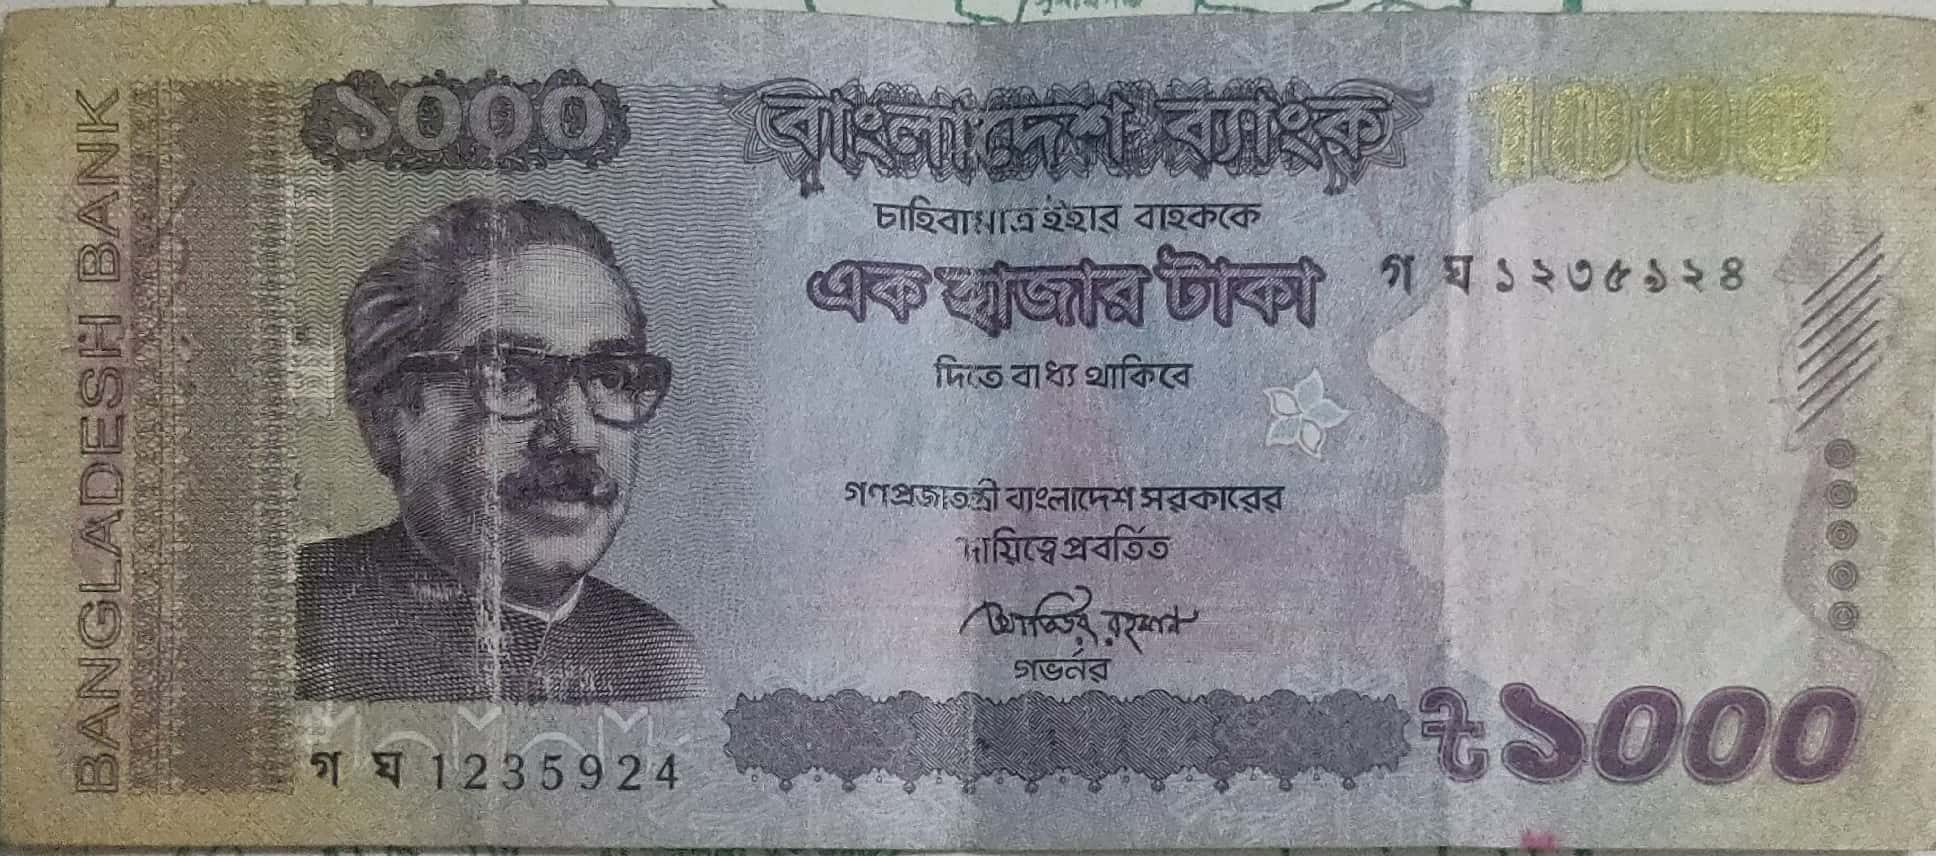 BANGLADESH BANK
১০০০
বাংলাদেশ ব্যাংক
1000
চাহিবামাত্র ইহার বাহককে
এক হাজার টাকা
গ ঘ ১২৩৫৯২৪
দিতে বাধ্য থাকিবে
গণপ্রজাতন্ত্রী বাংলাদেশ সরকারের
দায়িত্বে প্রবর্তিত
আতিউর রহমান
গভর্নর
গ ঘ 1235924
৳১০০০